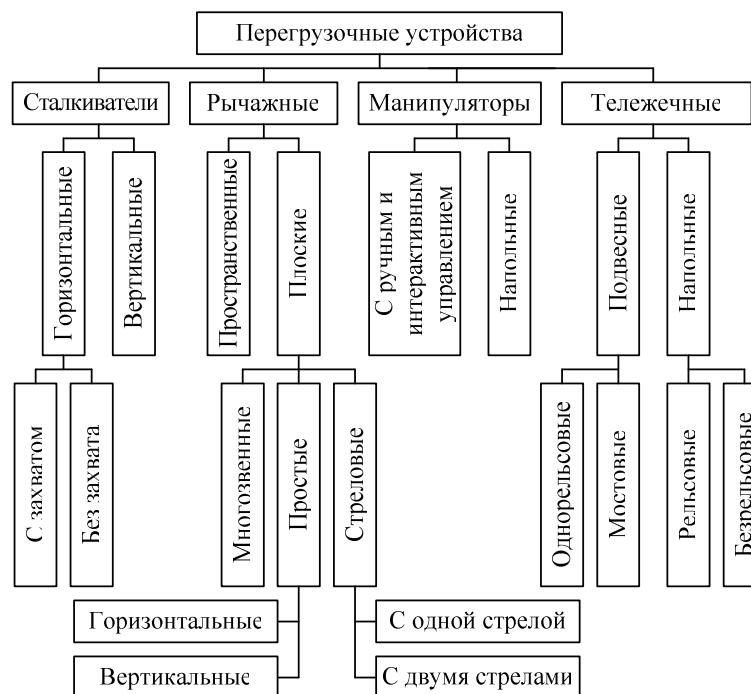 Перегрузочные устройства
Сталкиватели
Рычажные
Манипуляторы
Тележечные
Горизонтальные
Вертикальные
Пространственные
Плоские
С ручным и
интерактивным
управлением
Напольные
Подвесные
Напольные
С захватом
Без захвата
Многозвенные
Простые
Стреловые
Однорельсовые
Мостовые
Рельсовые
Безрельсовые
Горизонтальные
С одной стрелой
Вертикальные
С двумя стрелами